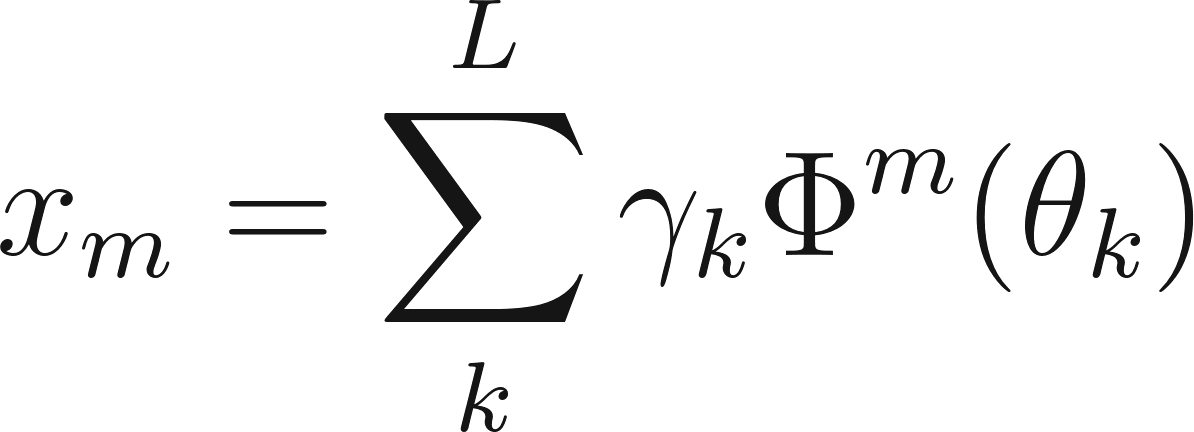 x_m = \sum_{k}^{L} \gamma_k \Phi^m(\theta_k)